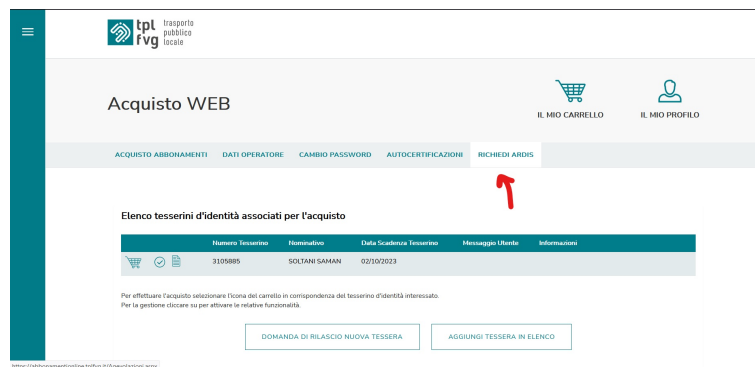 tpl fvg trasporto pubblico locale
Acquisto WEB
IL MIO CARRELLO
IL MIO PROFILO
ACQUISTO ABBONAMENTI DATI OPERATORE CAMBIO PASSWORD AUTOCERTIFICAZIONI RICHIEDI ARDIS
Elenco tesserini d'identità associati per l'acquisto
Numero Tesserino Nominativo Data Scadenza Tesserino Messaggio Utente Informazioni
3105885 SOLTANI SAMAN 02/10/2023
Per effettuare l'acquisto selezionare l'icona del carrello in corrispondenza del tesserino d'identità interessato.
Per la gestione cliccare su per attivare le relative funzionalità.
DOMANDA DI RILASCIO NUOVA TESSERA
AGGIUNGI TESSERA IN ELENCO